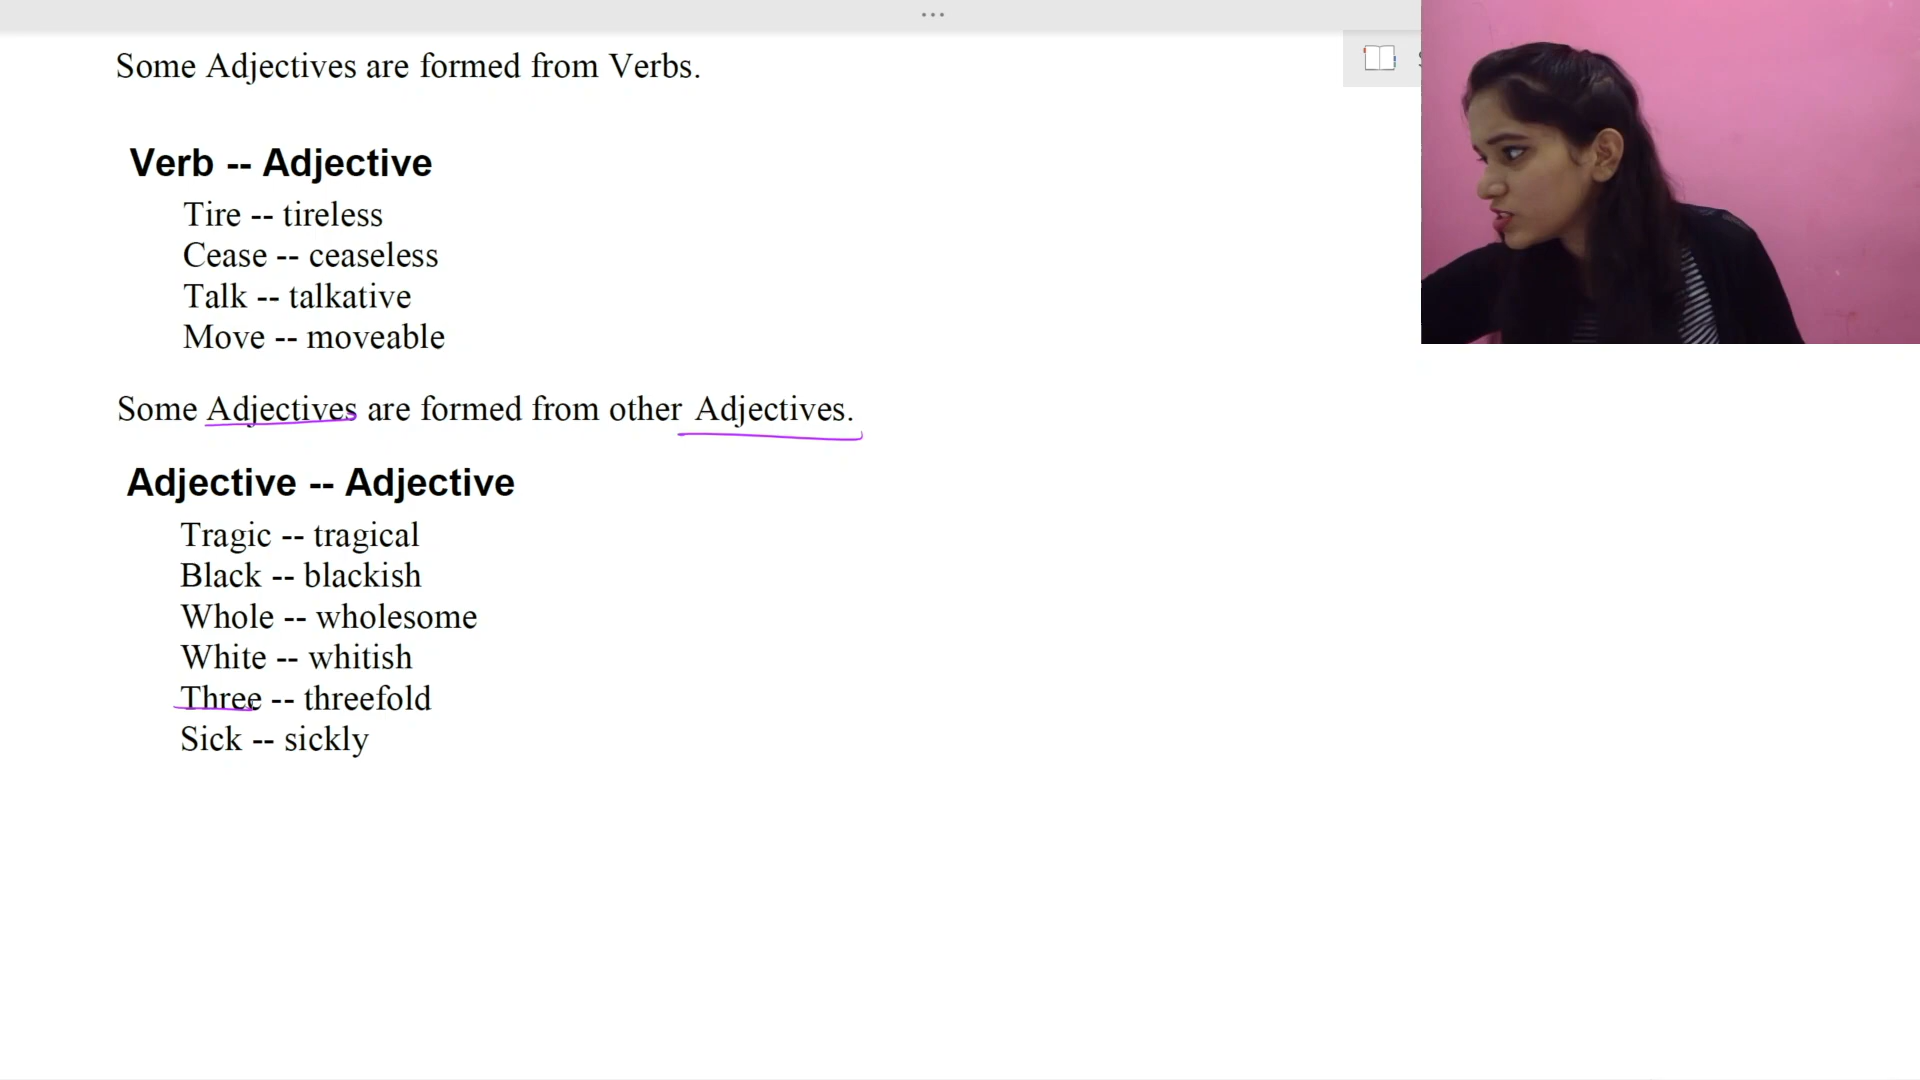 Some Adjectives are formed from Verbs.
Verb -- Adjective
Tire -- tireless
Cease -- ceaseless
Talk -- talkative
Move -- moveable
Some Adjectives are formed from other Adjectives.
Adjective -- Adjective
Tragic -- tragical
Black -- blackish
Whole -- wholesome
White -- whitish
Three -- threefold
Sick -- sickly